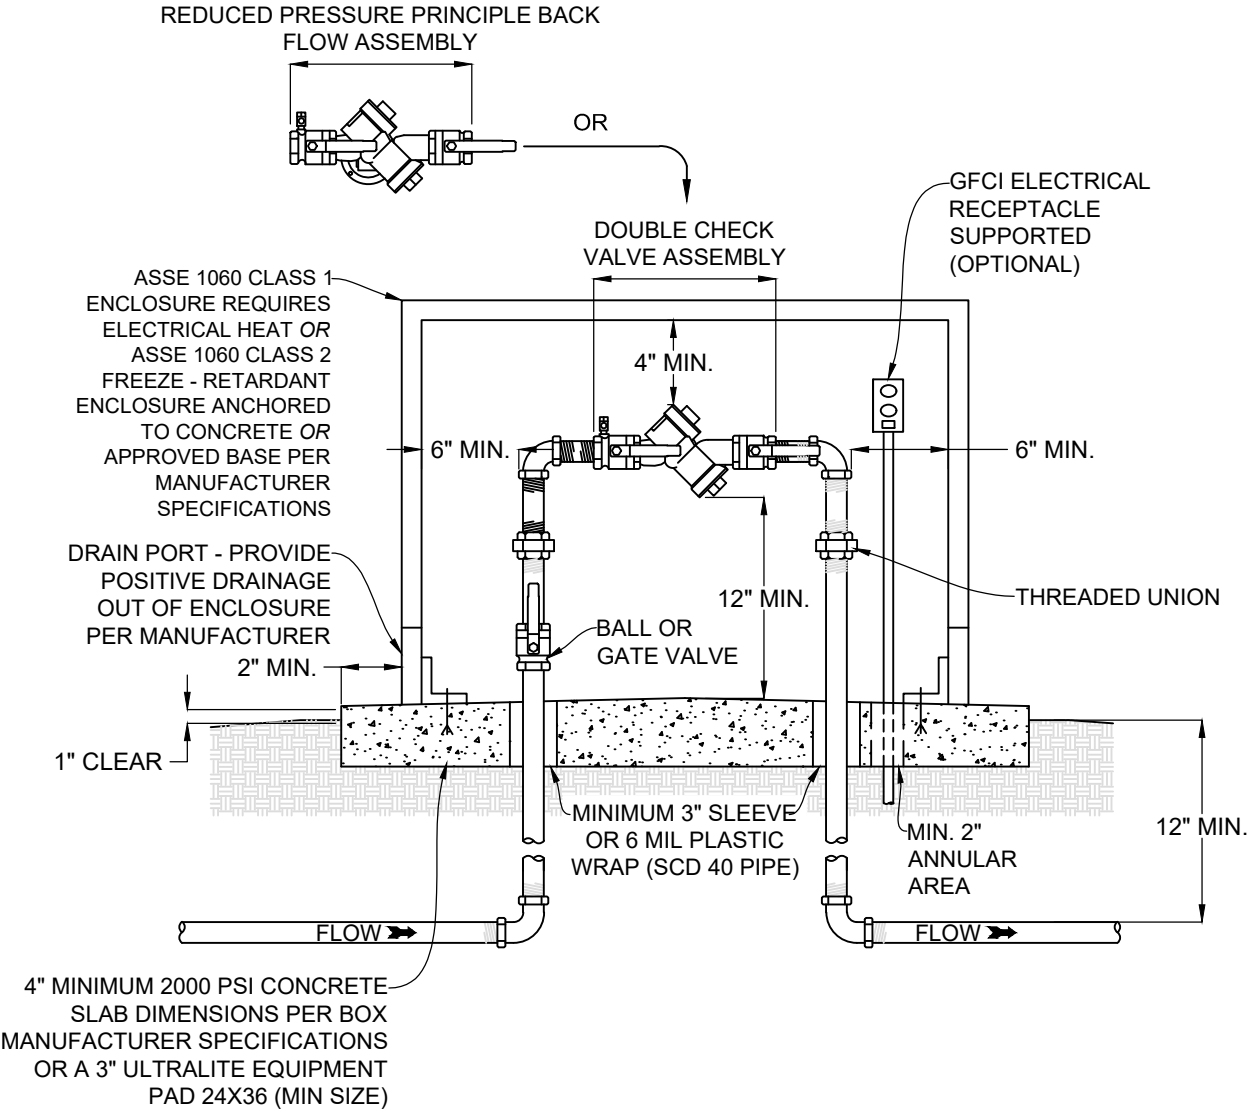 REDUCED PRESSURE PRINCIPLE BACK
FLOW ASSEMBLY
OR
GFCI ELECTRICAL
RECEPTACLE
SUPPORTED
(OPTIONAL)
DOUBLE CHECK
VALVE ASSEMBLY
ASSE 1060 CLASS 1
ENCLOSURE REQUIRES
ELECTRICAL HEAT OR
ASSE 1060 CLASS 2
FREEZE - RETARDANT
ENCLOSURE ANCHORED
TO CONCRETE OR
APPROVED BASE PER
MANUFACTURER
SPECIFICATIONS
4" MIN.
6" MIN.
6" MIN.
DRAIN PORT - PROVIDE
POSITIVE DRAINAGE
OUT OF ENCLOSURE
PER MANUFACTURER
12" MIN.
THREADED UNION
BALL OR
GATE VALVE
2" MIN.
1" CLEAR
MINIMUM 3" SLEEVE
OR 6 MIL PLASTIC
WRAP (SCD 40 PIPE)
MIN. 2"
ANNULAR
AREA
12" MIN.
FLOW
FLOW
4" MINIMUM 2000 PSI CONCRETE
SLAB DIMENSIONS PER BOX
MANUFACTURER SPECIFICATIONS
OR A 3" ULTRALITE EQUIPMENT
PAD 24X36 (MIN SIZE)